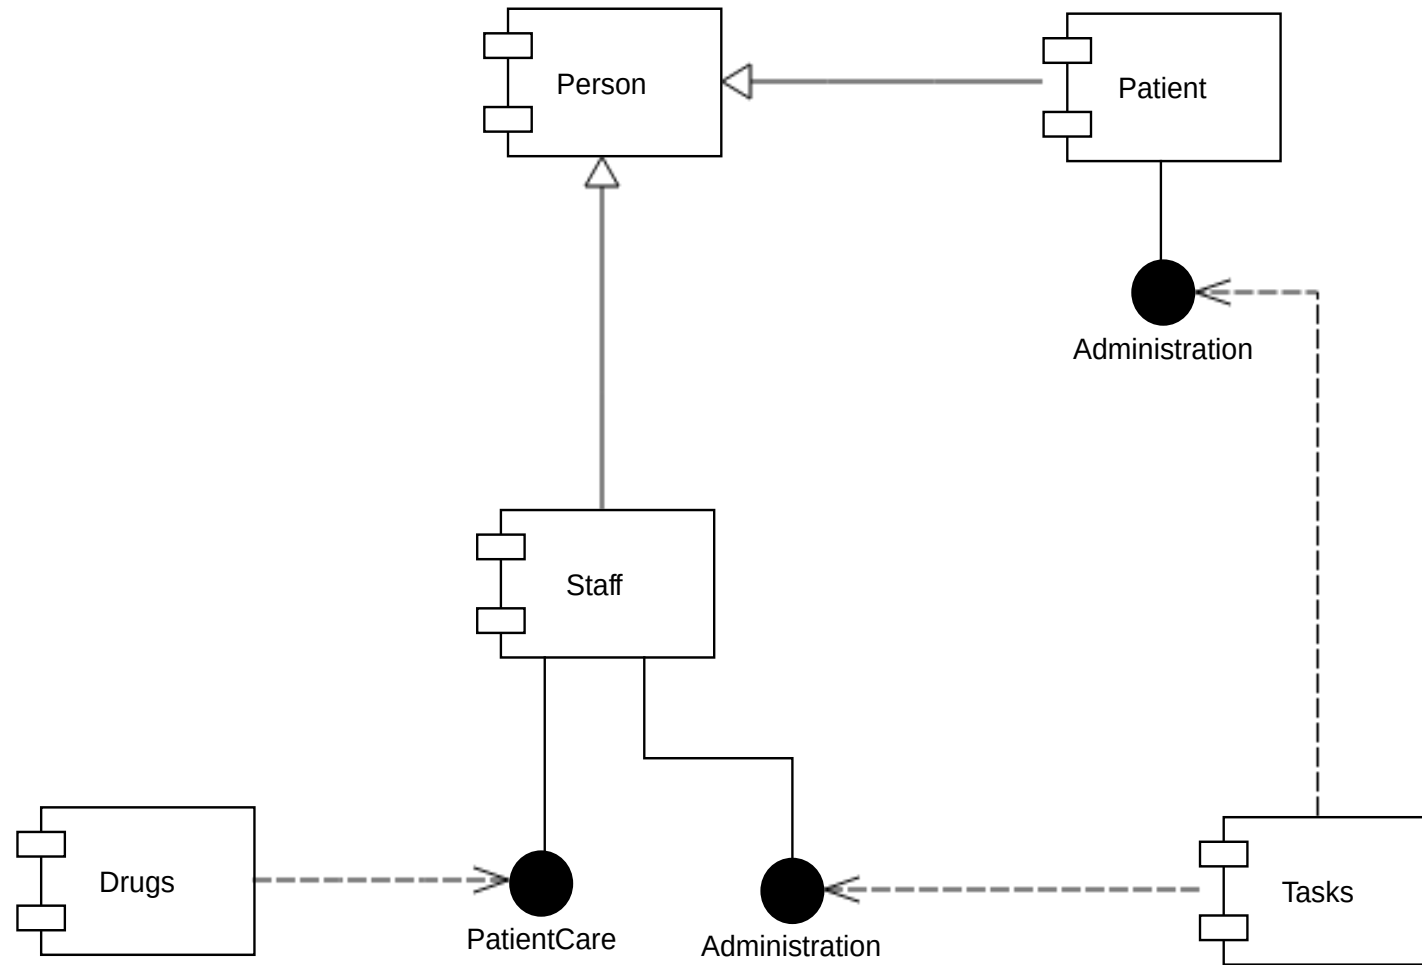 Person
Patient
Administration
Staff
Drugs
Tasks
PatientCare
Administration